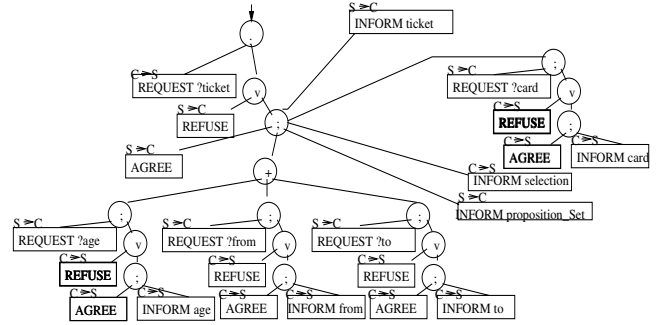 S ➢C
INFORM ticket
;
C ➢S
REQUEST ?ticket
v
S ➢C
REFUSE
;
S ➢C
AGREE
;
S ➢C
REQUEST ?card
v
C ➢S
REFUSE
;
C ➢S
AGREE
C ➢S
INFORM card
C ➢S
INFORM selection
S ➢C
INFORM proposition_Set
+
;
S ➢C
REQUEST ?age
v
C ➢S
REFUSE
;
C ➢S
AGREE
C ➢S
INFORM age
;
S ➢C
REQUEST ?from
v
C ➢S
REFUSE
;
C ➢S
AGREE
C ➢S
INFORM from
;
S ➢C
REQUEST ?to
v
C ➢S
REFUSE
;
C ➢S
AGREE
C ➢S
INFORM to